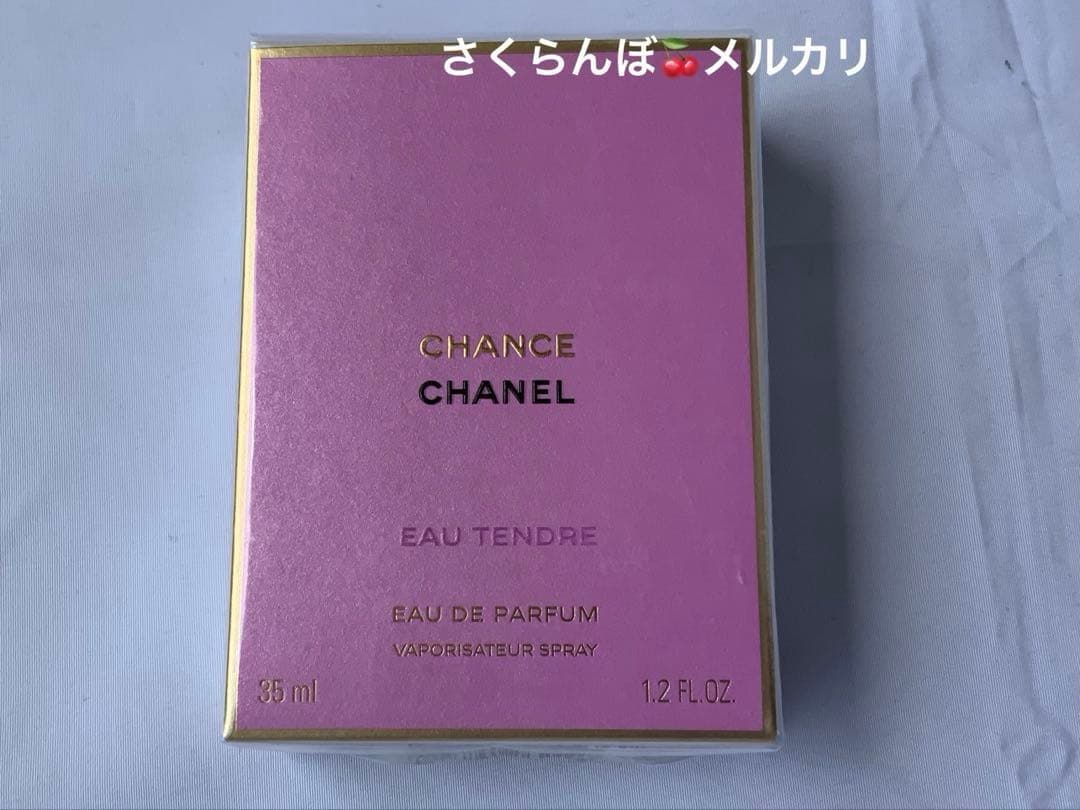 さくらんぼ🍒メルカリ
CHANCE
CHANEL
EAU TENDRE
EAU DE PARFUM
VAPORISATEUR SPRAY
35 ml 1.2 FL.OZ.